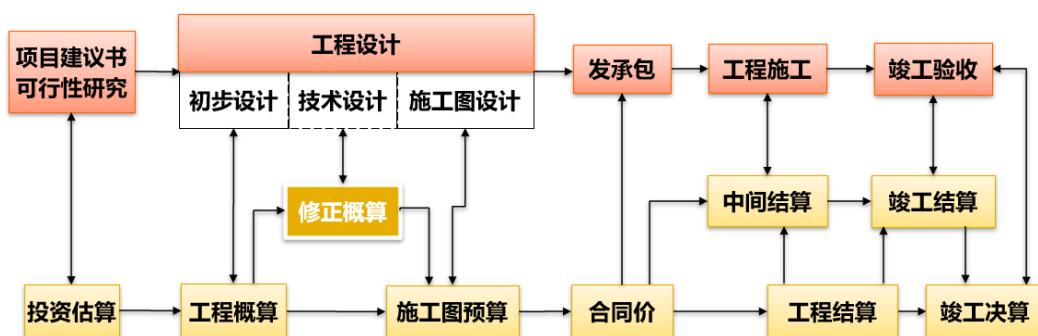 工程设计
项目建议书
可行性研究
发承包
工程施工
竣工验收
初步设计
技术设计
施工图设计
修正概算
中间结算
竣工结算
投资估算
工程概算
施工图预算
合同价
工程结算
竣工决算